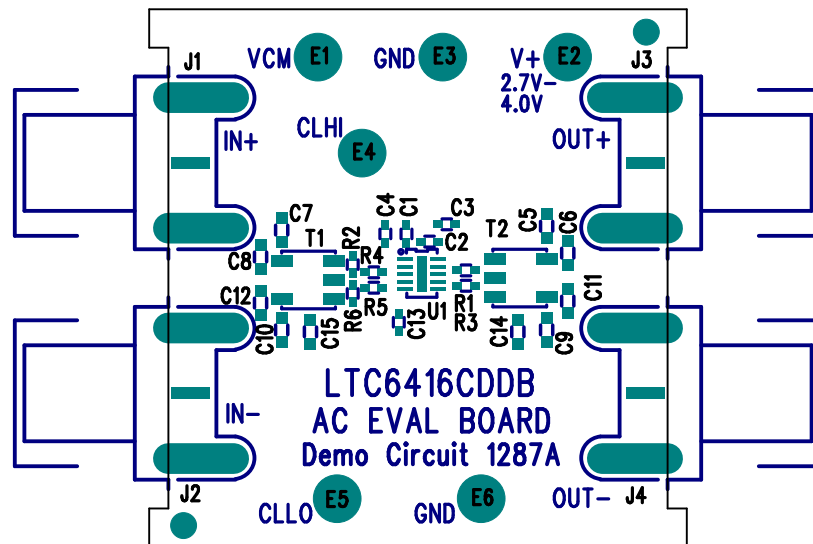 VCM E1 GND E3 V+ E2
J1 J3
2.7V-
4.0V
CLHI
IN+ E4 OUT+
C7 C4 C1 C3 C5 C6
T1 R2 C2 T2
C8 R4
C12 R6 R5 U1 R1 C11
C10 C15 C13 R3 C14 C9
LTC6416CDDB
IN- AC EVAL BOARD
Demo Circuit 1287A
J2 E5 E6 OUT- J4
CLLO GND